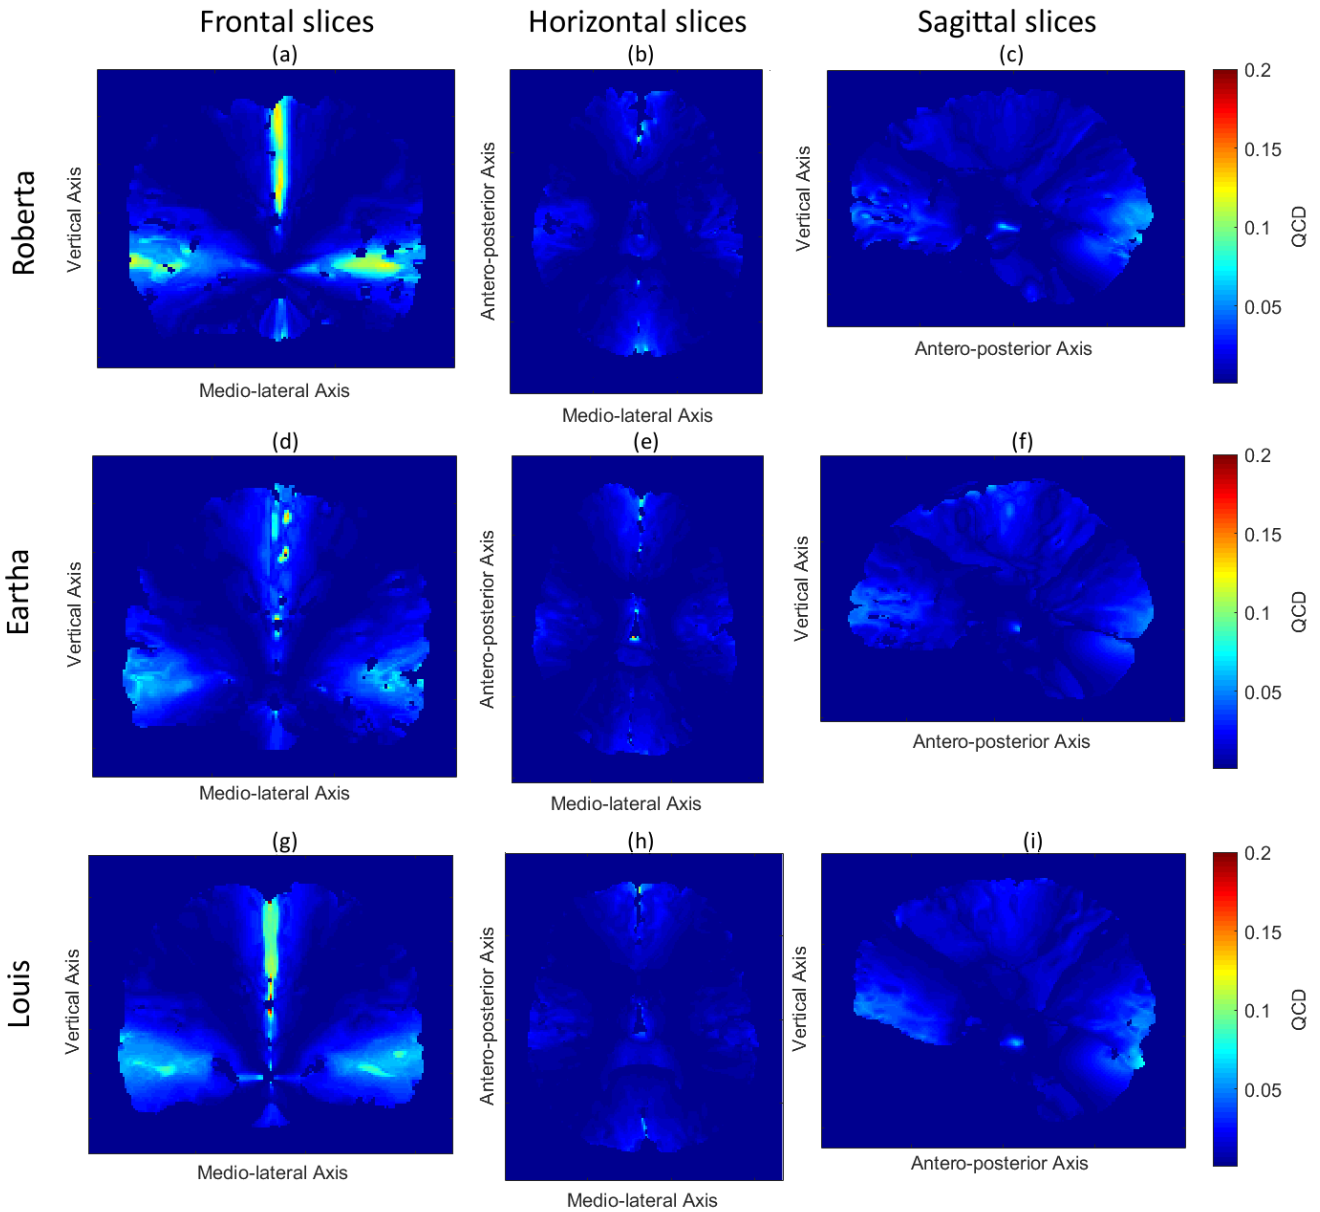 Frontal slices
Horizontal slices
Sagittal slices
(a)
(b)
(c)
Roberta
Vertical Axis
Medio-lateral Axis
Antero-posterior Axis
Medio-lateral Axis
Vertical Axis
Antero-posterior Axis
0.2
0.15
0.1
0.05
QCD
(d)
(e)
(f)
Eartha
Vertical Axis
Medio-lateral Axis
Antero-posterior Axis
Medio-lateral Axis
Vertical Axis
Antero-posterior Axis
0.2
0.15
0.1
0.05
QCD
(g)
(h)
(i)
Louis
Vertical Axis
Medio-lateral Axis
Antero-posterior Axis
Medio-lateral Axis
Vertical Axis
Antero-posterior Axis
0.2
0.15
0.1
0.05
QCD